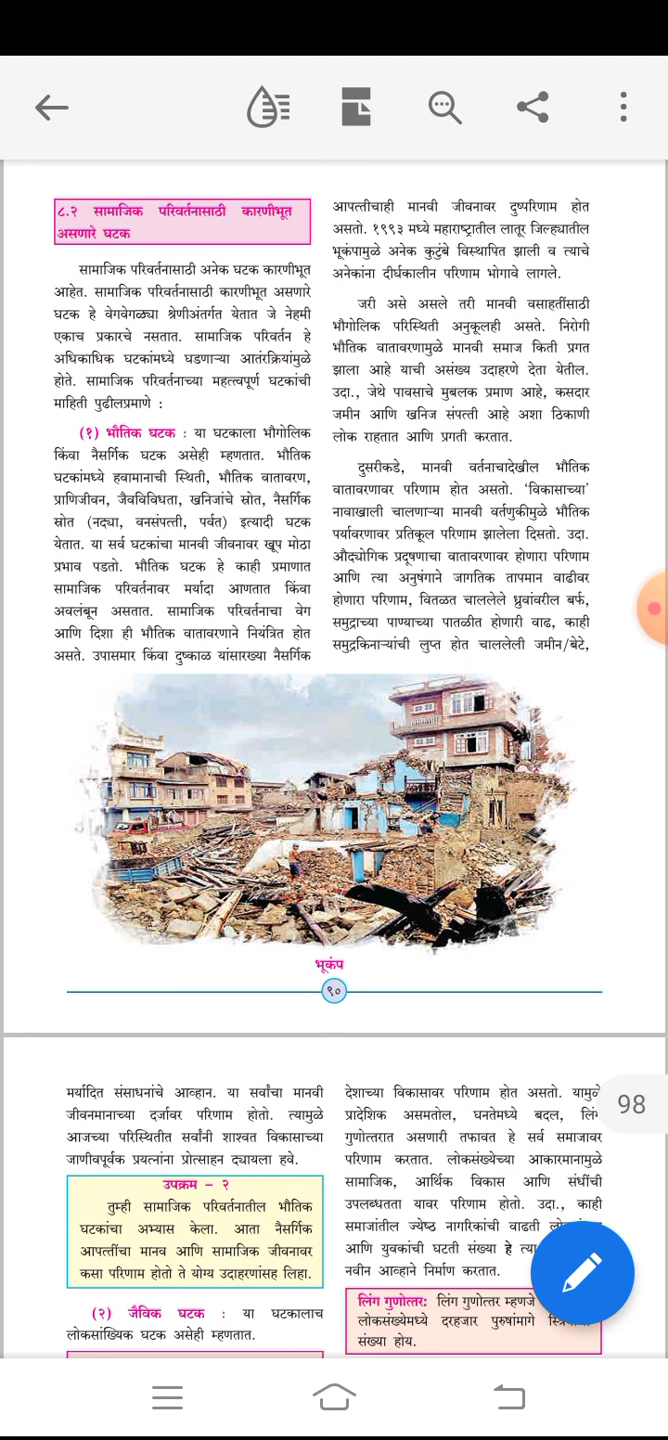 ८.२ सामाजिक परिवर्तनासाठी कारणीभूत
असणारे घटक
सामाजिक परिवर्तनासाठी अनेक घटक कारणीभूत
आहेत. सामाजिक परिवर्तनासाठी कारणीभूत असणारे
घटक हे वेगवेगळ्या श्रेणीअंतर्गत येतात जे नेहमी
एकाच प्रकारचे नसतात. सामाजिक परिवर्तन हे
अधिकाधिक घटकांमध्ये घडणाऱ्या आतंरक्रियांमुळे
होते. सामाजिक परिवर्तनाच्या महत्त्वपूर्ण घटकांची
माहिती पुढीलप्रमाणे :
(१) भौतिक घटक : या घटकाला भौगोलिक
किंवा नैसर्गिक घटक असेही म्हणतात. भौतिक
घटकांमध्ये हवामानाची स्थिती, भौतिक वातावरण,
प्राणिजीवन, जैवविविधता, खनिजांचे स्रोत, नैसर्गिक
स्रोत (नद्या, वनसंपत्ती, पर्वत) इत्यादी घटक
येतात. या सर्व घटकांचा मानवी जीवनावर खूप मोठा
प्रभाव पडतो. भौतिक घटक हे काही प्रमाणात
सामाजिक परिवर्तनावर मर्यादा आणतात किंवा
अवलंबून असतात. सामाजिक परिवर्तनाचा वेग
आणि दिशा ही भौतिक वातावरणाने नियंत्रित होत
असते. उपासमार किंवा दुष्काळ यांसारख्या नैसर्गिक
आपत्तीचाही मानवी जीवनावर दुष्परिणाम होत
असतो. १९९३ मध्ये महाराष्ट्रातील लातूर जिल्ह्यातील
भूकंपामुळे अनेक कुटुंबे विस्थापित झाली व त्याचे
अनेकांना दीर्घकालीन परिणाम भोगावे लागले.
जरी असे असले तरी मानवी वसाहतींसाठी
भौगोलिक परिस्थिती अनुकूलही असते. निरोगी
भौतिक वातावरणामुळे मानवी समाज किती प्रगत
झाला आहे याची असंख्य उदाहरणे देता येतील.
उदा., जेथे पावसाचे मुबलक प्रमाण आहे, कसदार
जमीन आणि खनिज संपत्ती आहे अशा ठिकाणी
लोक राहतात आणि प्रगती करतात.
दुसरीकडे, मानवी वर्तनाचादेखील भौतिक
वातावरणावर परिणाम होत असतो. ‘विकासाच्या’
नावाखाली चालणाऱ्या मानवी वर्तणुकीमुळे भौतिक
पर्यावरणावर प्रतिकूल परिणाम झालेला दिसतो. उदा.
औद्योगिक प्रदूषणाचा वातावरणावर होणारा परिणाम
आणि त्या अनुषंगाने जागतिक तापमान वाढीवर
होणारा परिणाम, वितळत चाललेले ध्रुवांवरील बर्फ,
समुद्राच्या पाण्याच्या पातळीत होणारी वाढ, काही
समुद्रकिनाऱ्यांची लुप्त होत चाललेली जमीन/बेटे,
भूकंप
९०
मर्यादित संसाधनांचे आव्हान. या सर्वांचा मानवी
जीवनमानाच्या दर्जावर परिणाम होतो. त्यामुळे
आजच्या परिस्थितीत सर्वांनी शाश्वत विकासाच्या
जाणीवपूर्वक प्रयत्नांना प्रोत्साहन द्यायला हवे.
उपक्रम – २
तुम्ही सामाजिक परिवर्तनातील भौतिक
घटकांचा अभ्यास केला. आता नैसर्गिक
आपत्तींचा मानव आणि सामाजिक जीवनावर
कसा परिणाम होतो ते योग्य उदाहरणांसह लिहा.
(२) जैविक घटक : या घटकालाच
लोकसांख्यिक घटक असेही म्हणतात.
देशाच्या विकासावर परिणाम होत असतो. यामुळे
प्रादेशिक असमतोल, घनतेमध्ये बदल, लिंग
गुणोत्तरात असणारी तफावत हे सर्व समाजावर
परिणाम करतात. लोकसंख्येच्या आकारमानामुळे
सामाजिक, आर्थिक विकास आणि संधींची
उपलब्धतता यावर परिणाम होतो. उदा., काही
समाजांतील ज्येष्ठ नागरिकांची वाढती
आणि युवकांची घटती संख्या हे
नवीन आव्हाने निर्माण करतात.
लिंग गुणोत्तर: लिंग गुणोत्तर म्हणजे
लोकसंख्येमध्ये दरहजार पुरुषांमागे
संख्या होय.
98